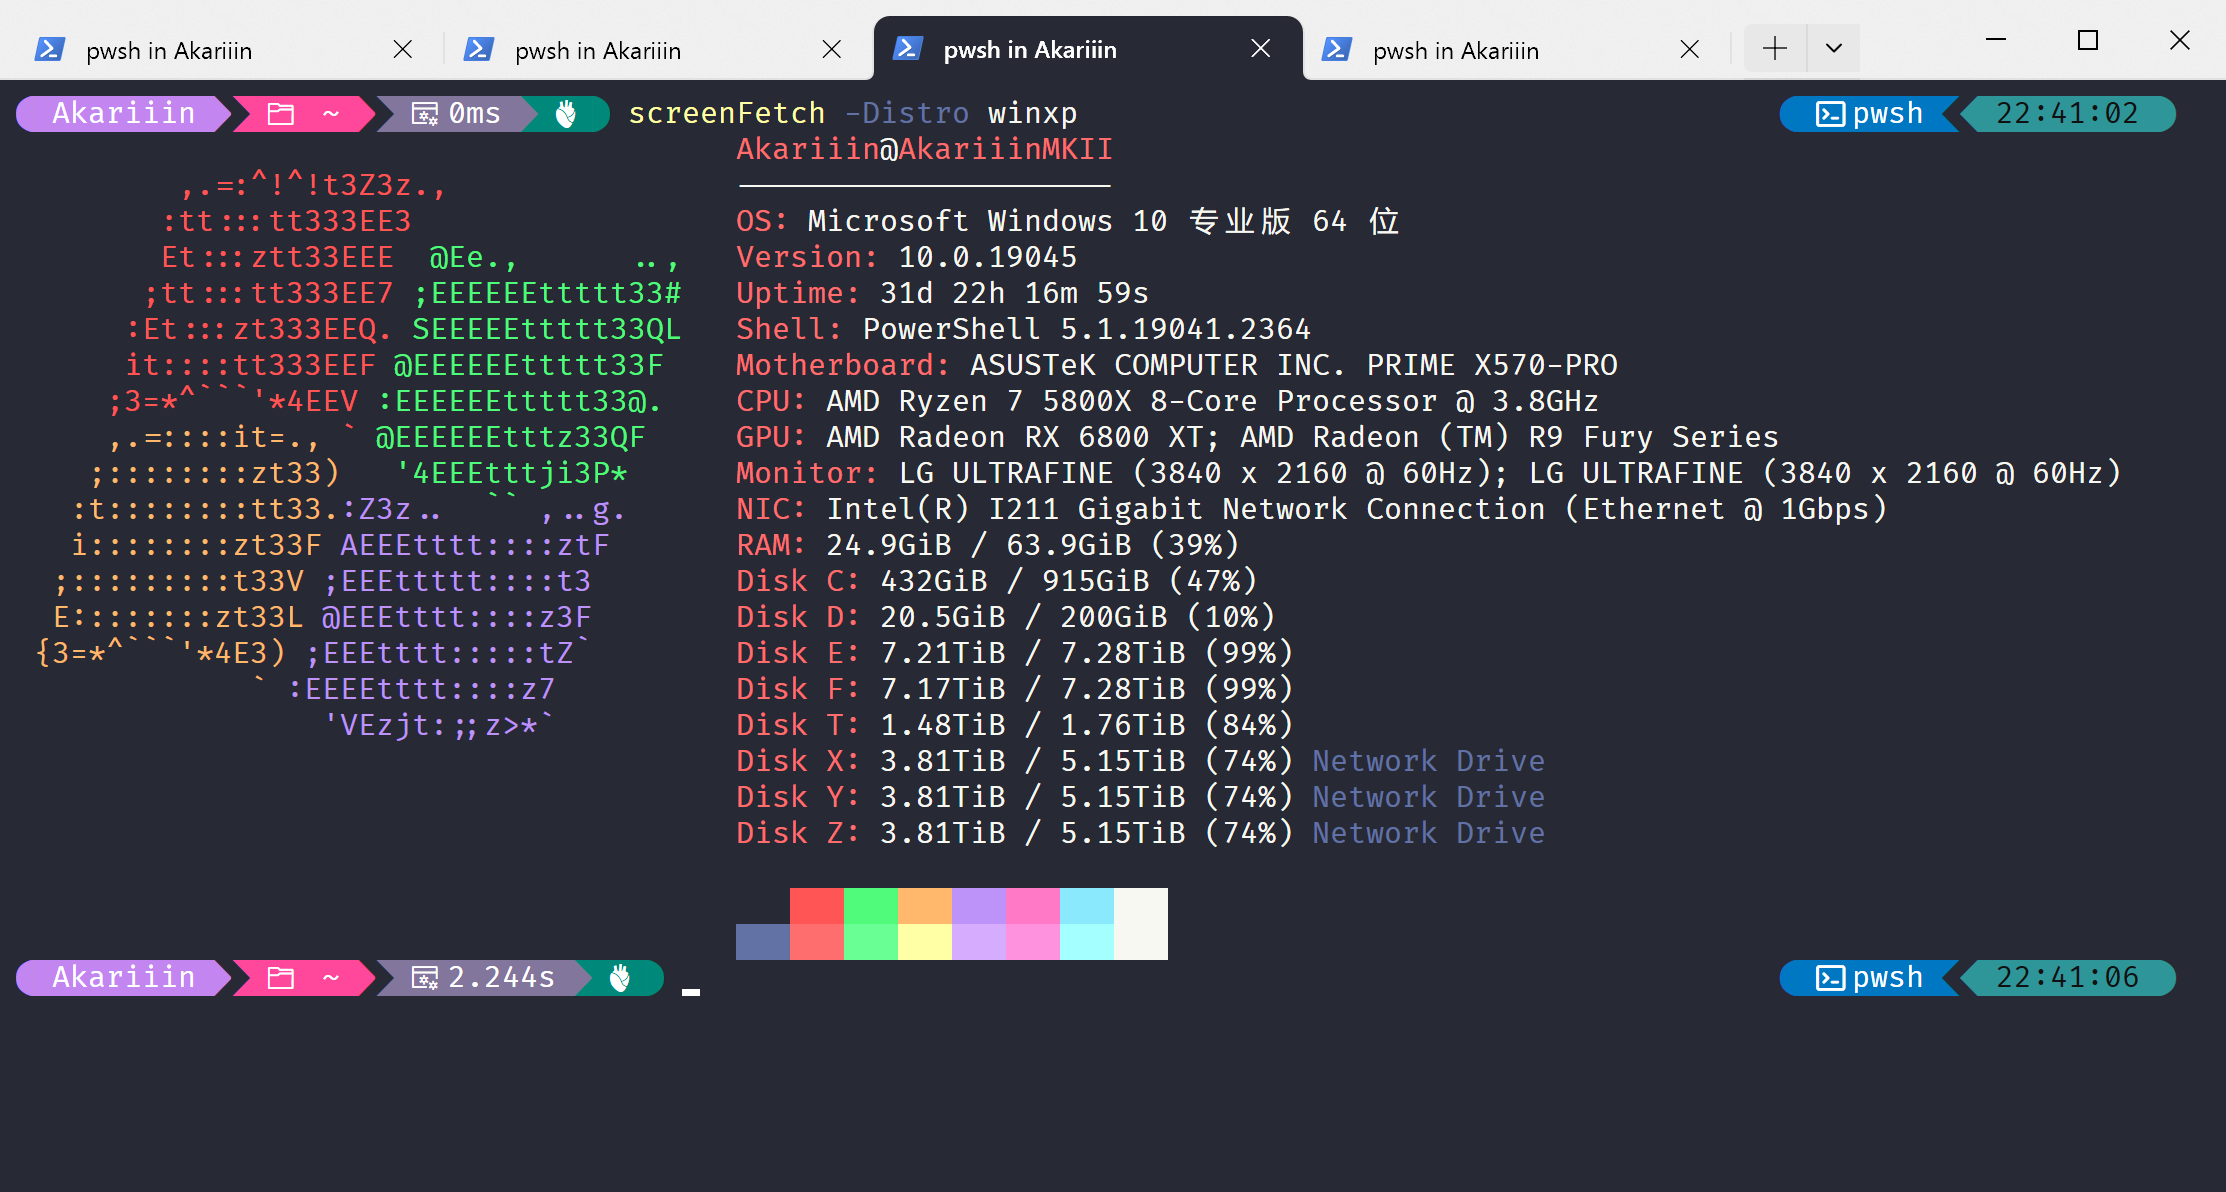 pwsh in Akariiin pwsh in Akariiin pwsh in Akariiin pwsh in Akariiin
Akariiin ~ 0ms screenFetch -Distro winxp pwsh 22:41:02
Akariiin@AkariiinMKII
,.=:^!^!t3Z3z., ──────────────
:tt:::tt333EE3 OS: Microsoft Windows 10 专业版 64 位
Et:::ztt33EEE @Ee., .., Version: 10.0.19045
;tt:::tt333EE7 ;EEEEEEttttt33# Uptime: 31d 22h 16m 59s
:Et:::zt333EEQ. SEEEEEttttt33QL Shell: PowerShell 5.1.19041.2364
it::::tt333EEF @EEEEEEttttt33F Motherboard: ASUSTeK COMPUTER INC. PRIME X570-PRO
;3=*^```'*4EEV :EEEEEEttttt33@. CPU: AMD Ryzen 7 5800X 8-Core Processor @ 3.8GHz
,.=::::it=., ` @EEEEEEtttz33QF GPU: AMD Radeon RX 6800 XT; AMD Radeon (TM) R9 Fury Series
;:::::::::zt33) '4EEEtttji3P* Monitor: LG ULTRAFINE (3840 x 2160 @ 60Hz); LG ULTRAFINE (3840 x 2160 @ 60Hz)
:t::::::::tt33.:Z3z.. `` ,..g. NIC: Intel(R) I211 Gigabit Network Connection (Ethernet @ 1Gbps)
i::::::::zt33F AEEEtttt::::ztF RAM: 24.9GiB / 63.9GiB (39%)
;:::::::::t33V ;EEEttttt::::t3 Disk C: 432GiB / 915GiB (47%)
E::::::::zt33L @EEEtttt::::z3F Disk D: 20.5GiB / 200GiB (10%)
{3=*^```'*4E3) ;EEEtttt:::::tZ` Disk E: 7.21TiB / 7.28TiB (99%)
` :EEEEtttt::::z7 Disk F: 7.17TiB / 7.28TiB (99%)
'VEzjt:;;z>*` Disk T: 1.48TiB / 1.76TiB (84%)
Disk X: 3.81TiB / 5.15TiB (74%) Network Drive
Disk Y: 3.81TiB / 5.15TiB (74%) Network Drive
Disk Z: 3.81TiB / 5.15TiB (74%) Network Drive
Akariiin ~ 2.244s pwsh 22:41:06